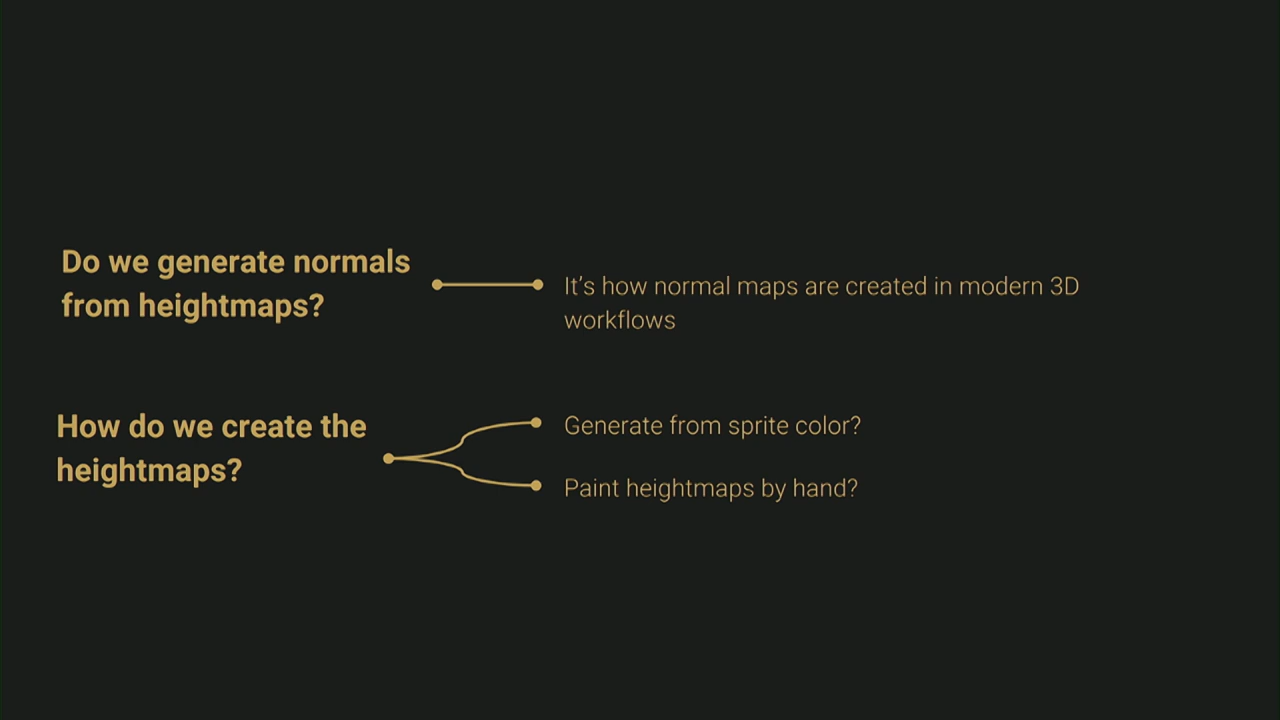 Do we generate normals
from heightmaps?
It’s how normal maps are created in modern 3D
workflows
How do we create the
heightmaps?
Generate from sprite color?
Paint heightmaps by hand?